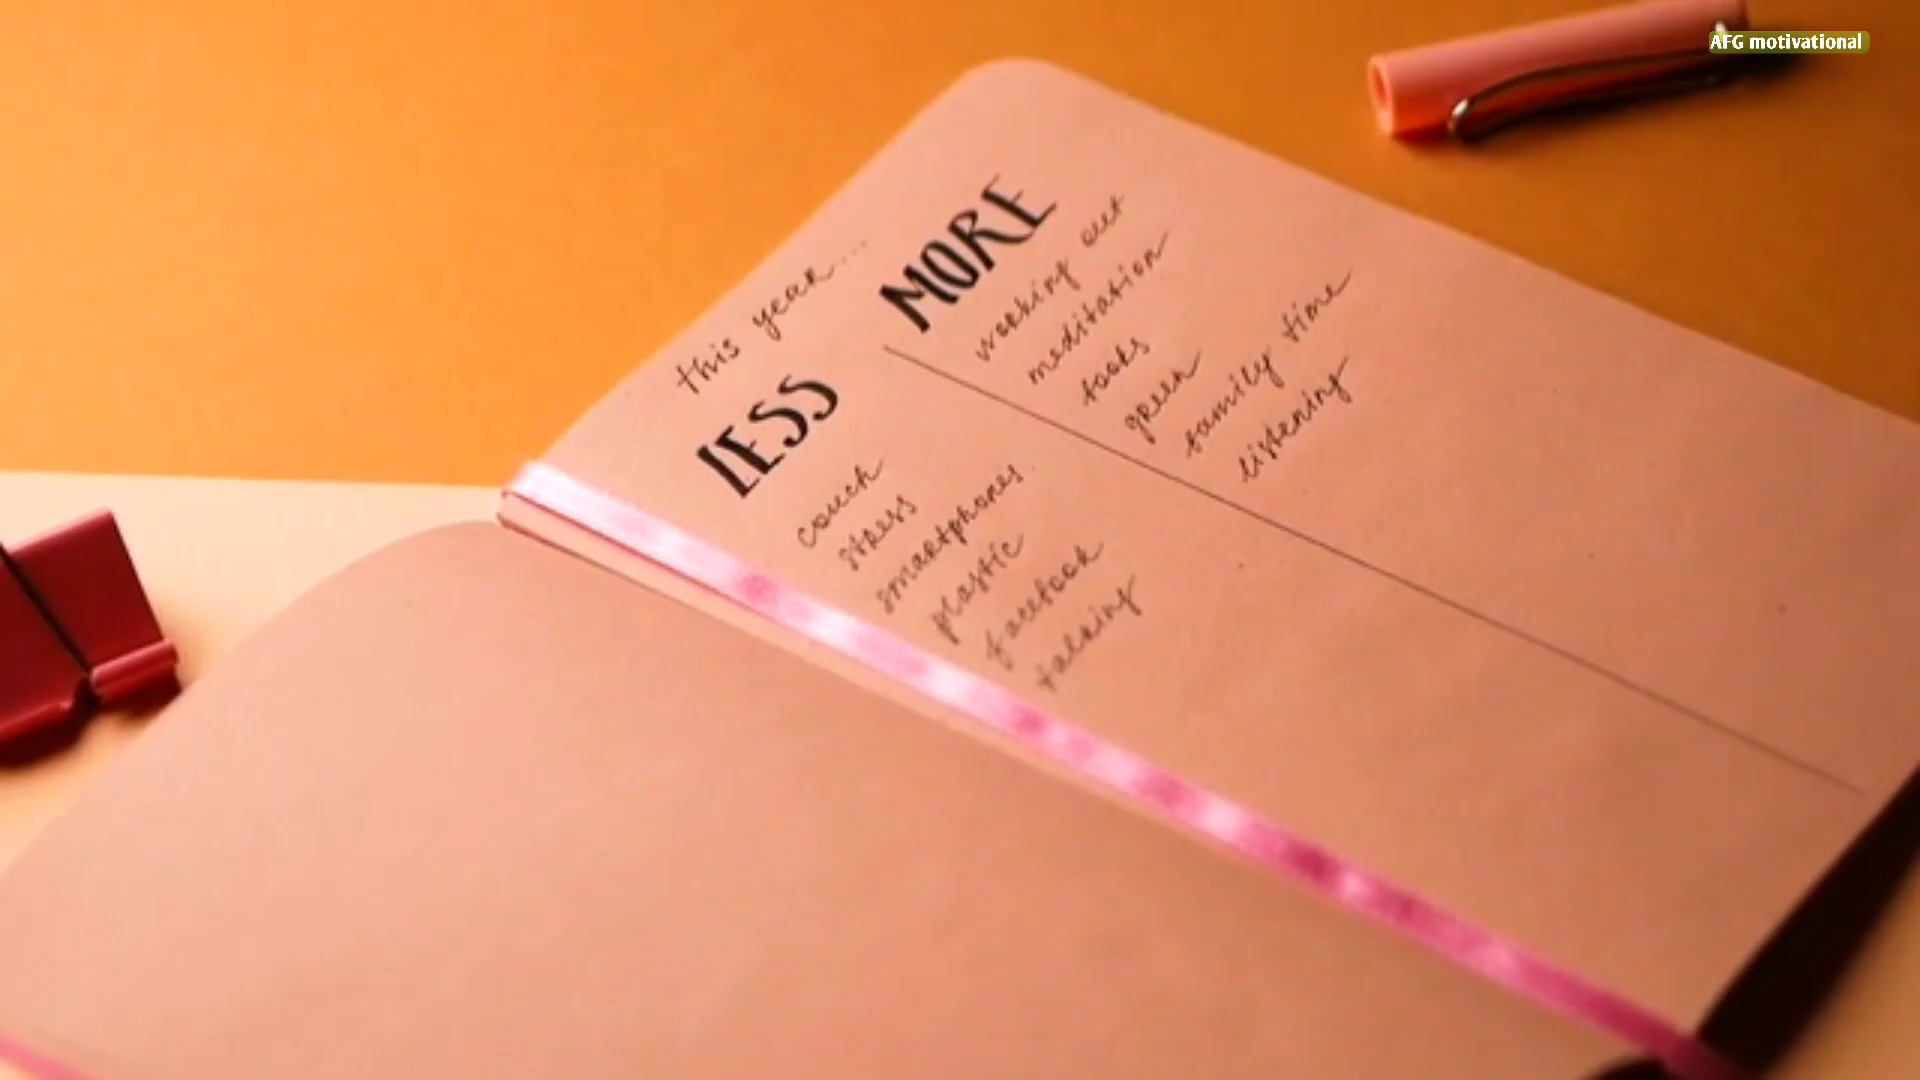 AFG motivational
this year...
LESS
couch
stress
smartphones
plastic
facebook
talking
MORE
working out
meditation
books
green
family time
listening